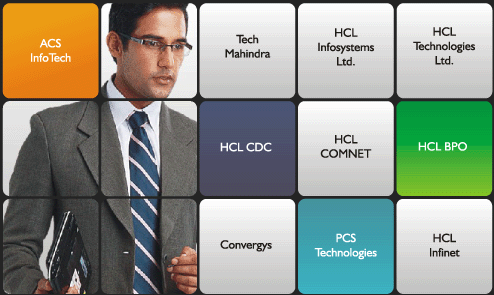 ACS
InfoTech
Tech
Mahindra
HCL
Infosystems
Ltd.
HCL
Technologies
Ltd.
HCL CDC
HCL
COMNET
HCL BPO
Convergys
PCS
Technologies
HCL
Infinet